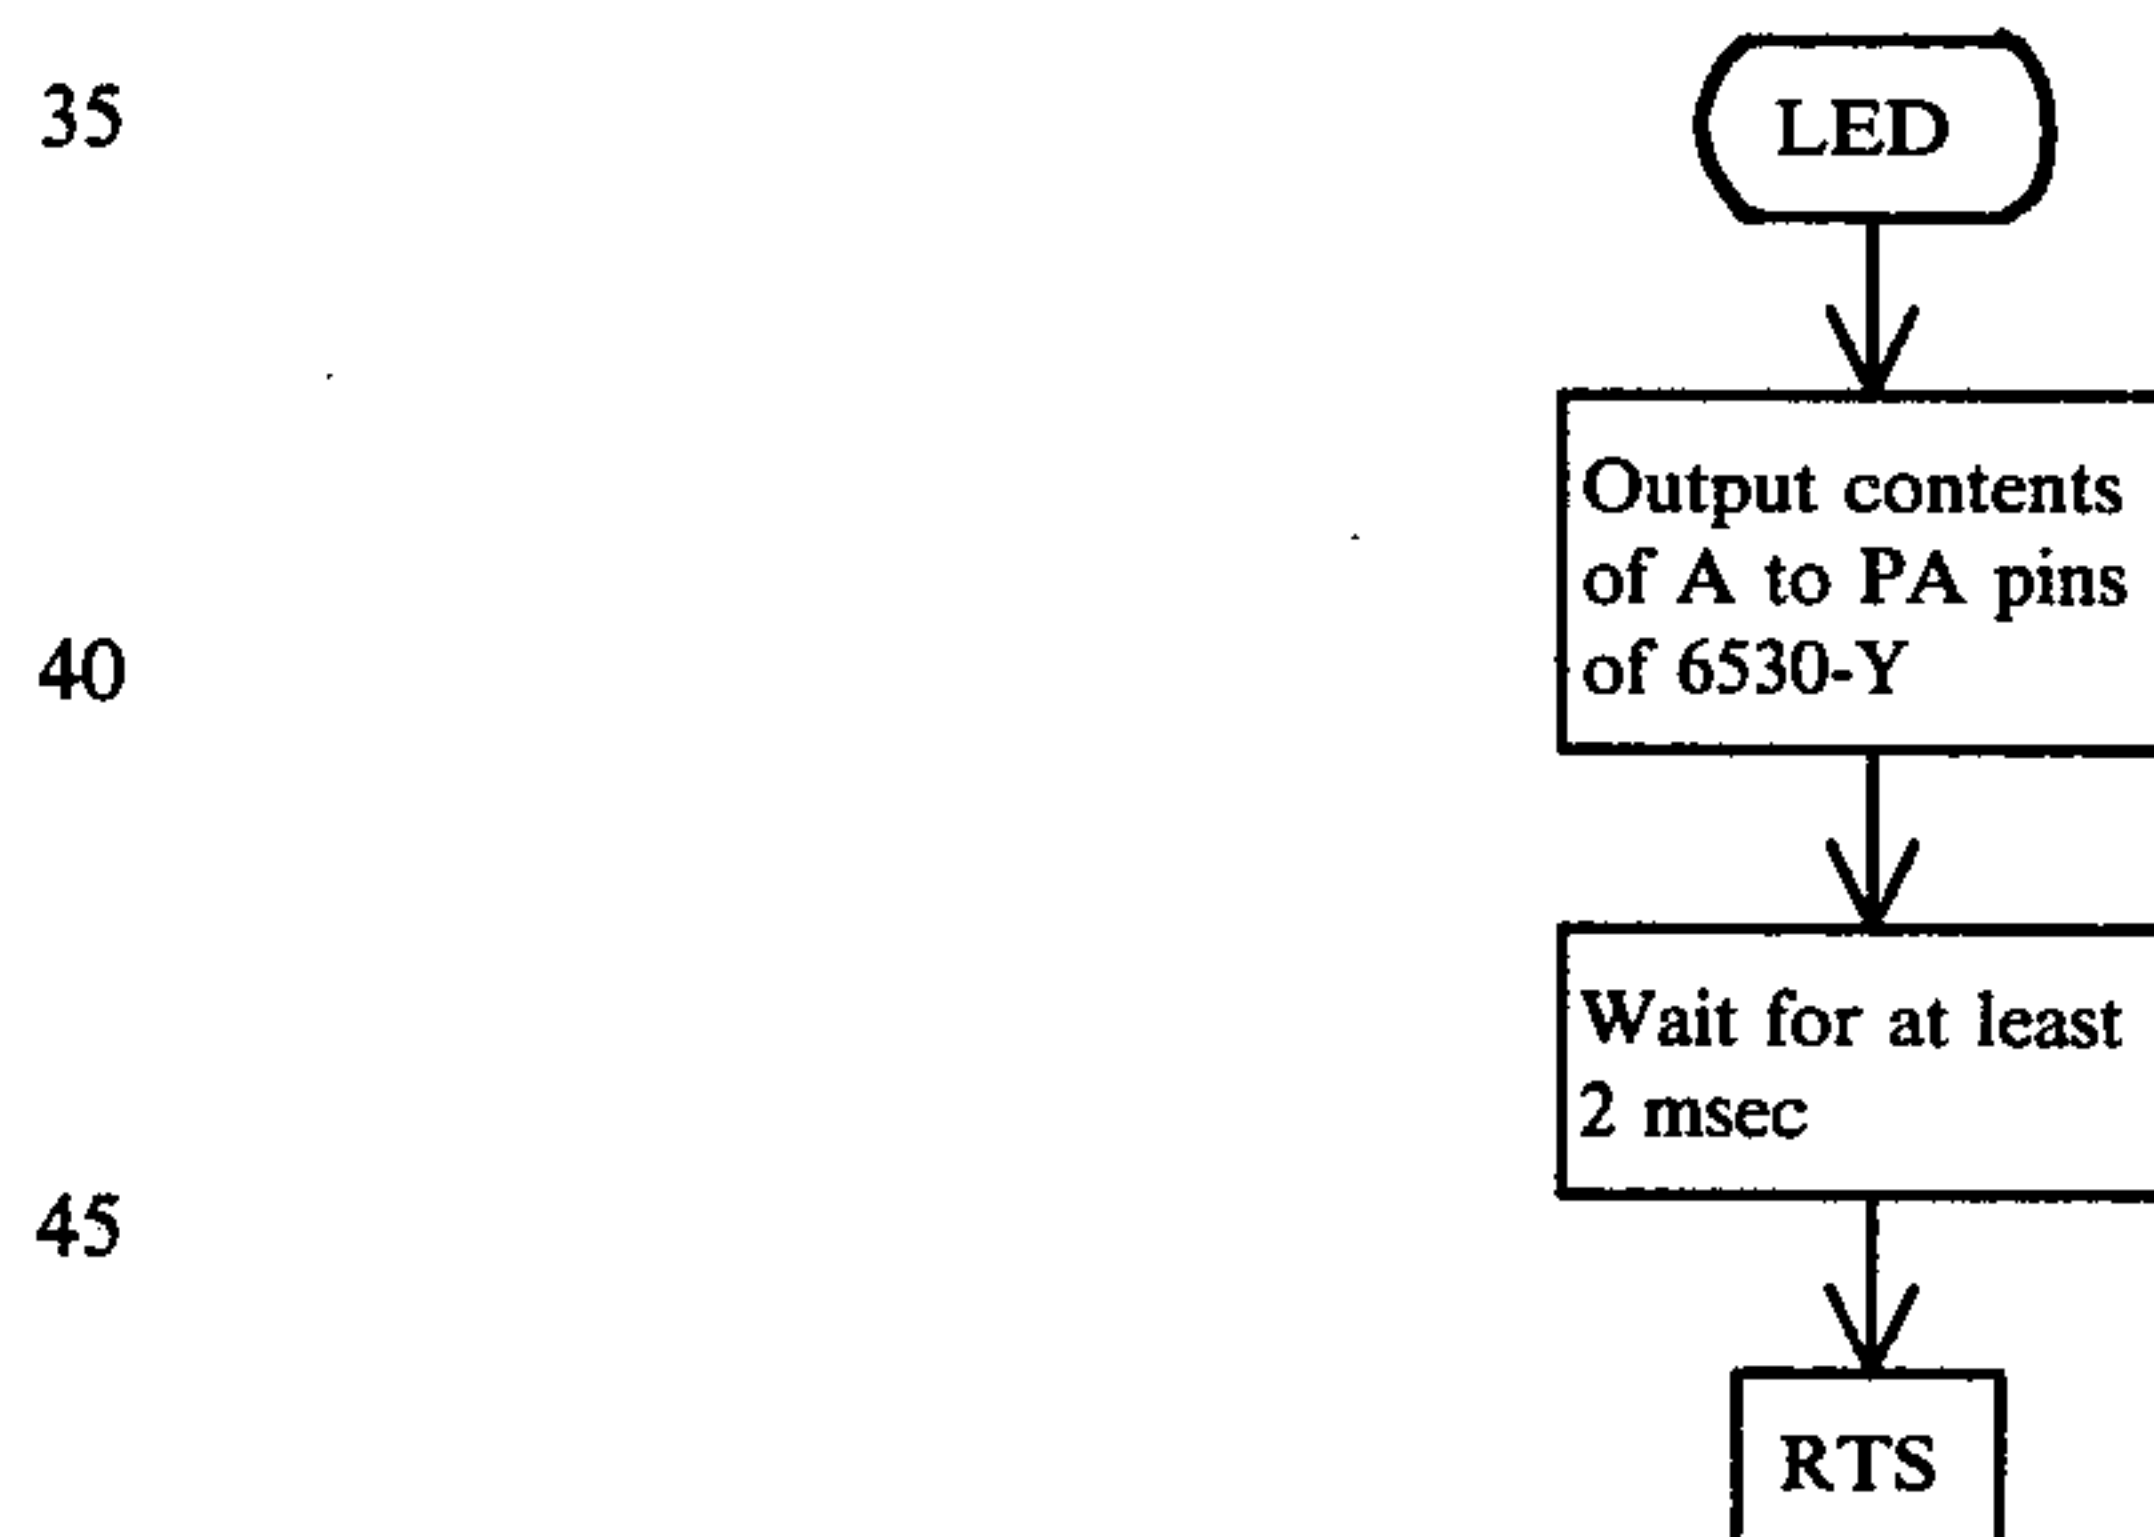 35
LED
Output contents
of A to PA pins
40
of 6530-Y
Wait for at least
2 msec
45
RTS